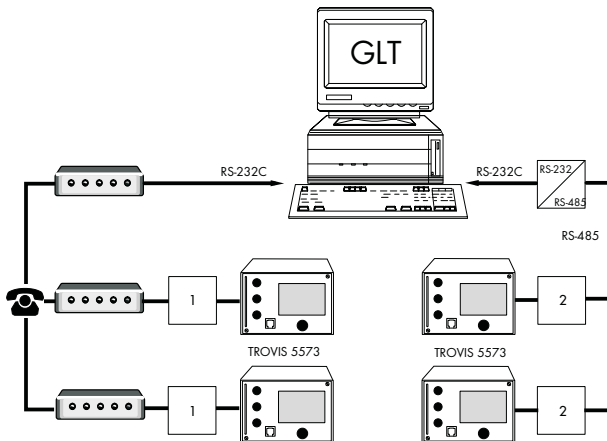 GLT
RS-232C
RS-232C
RS-232
RS-485
RS-485
1
2
TROVIS 5573
TROVIS 5573
1
2